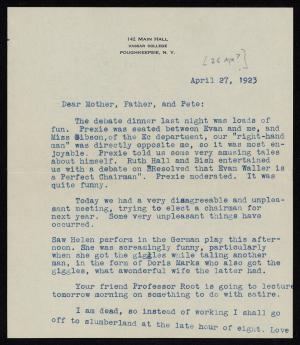 142 MAIN HALL
VASSAR COLLEGE
POUGHKEEPSIE, N. Y.
[26 Apr?]
April 27, 1923
Dear Mother, Father, and Pete:
The debate dinner last night was loads of
fun. Prexie was seated between Evan and me, and
Miss Gibson,of the Ec department, our "right-hand
man" was directly opposite me, so it was most en-
joyable. Prexie told us some very amusing tales
about himself. Ruth Hall and Bish entertained
us with a debate on "Resolved that Evan Waller is
a Perfect Chairman". Prexie moderated. It was
quite funny.
Today we had a very disagreeable and unpleas-
ant meeting, trying to elect a chairman for
next year. Some very unpleasant things have
occurred.
Saw Helen perform in the German play this after-
noon. She was screasingly funny, particularly
when she got the giggles while taling another
man, in the form of Doris Marks who also got the
giggles, what awonderful wife the latter had.
Your friend Professor Root is going to lecture
tomorrow morning on something to do with satire.
I am dead, so instead of working I shall go
off to slumberland at the late hour of eight. Love